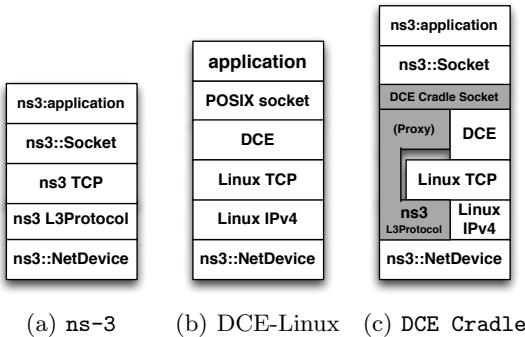 ns3:application
ns3::Socket
ns3 TCP
ns3 L3Protocol
ns3::NetDevice
(a) ns-3
application
POSIX socket
DCE
Linux TCP
Linux IPv4
ns3::NetDevice
(b) DCE-Linux
ns3:application
ns3::Socket
DCE Cradle Socket
(Proxy)
DCE
Linux TCP
ns3
L3Protocol
Linux
IPv4
ns3::NetDevice
(c) DCE Cradle